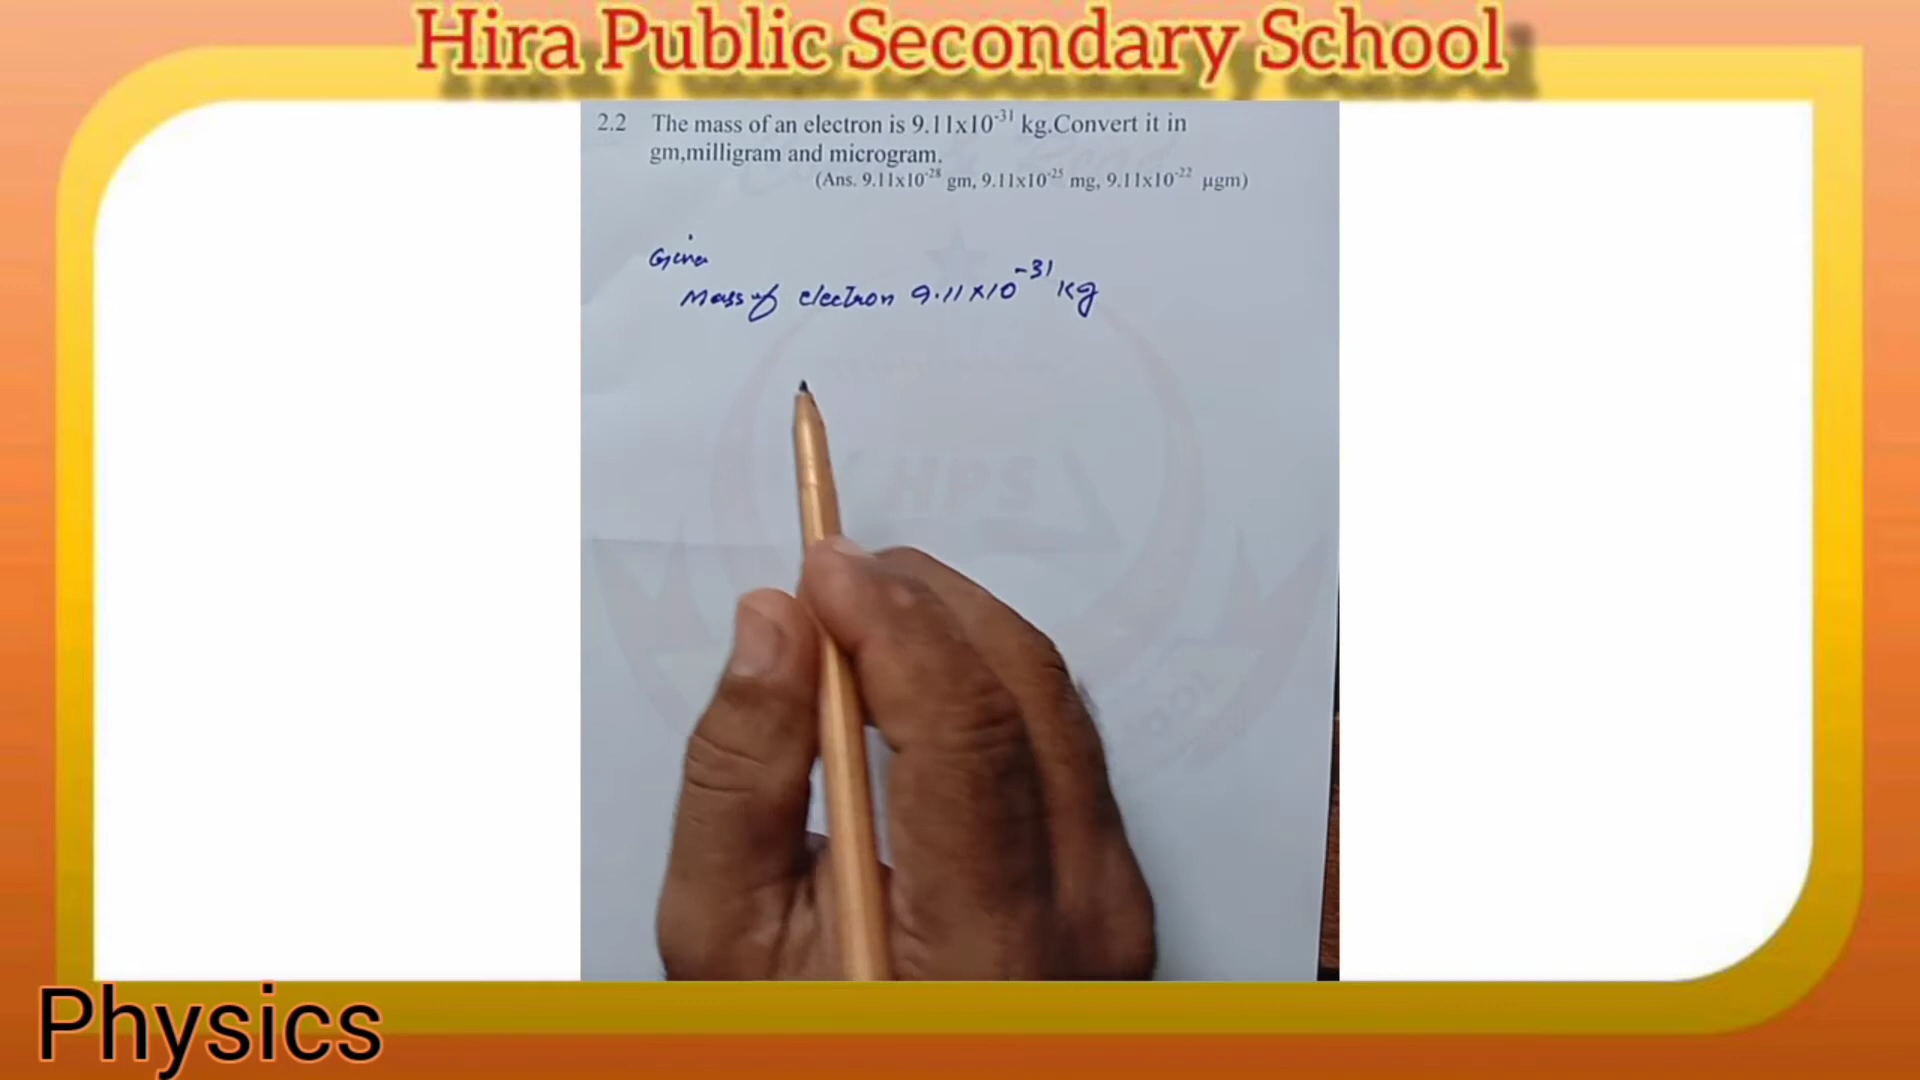 Hira Public Secondary School
2.2 The mass of an electron is 9.11x10⁻³¹ kg.Convert it in
gm,milligram and microgram.
(Ans. 9.11x10⁻²⁸ gm, 9.11x10⁻²⁵ mg, 9.11x10⁻²² µgm)
Given
Mass of electron 9.11×10⁻³¹ kg
HPS
Physics